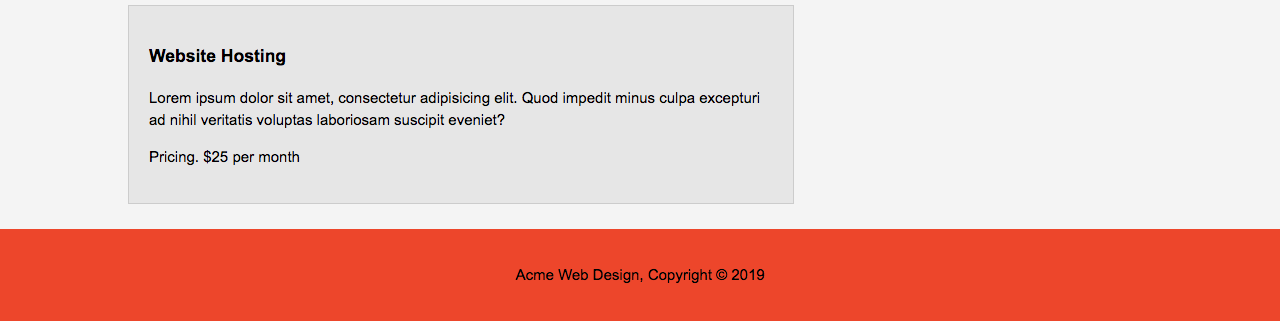 Website Hosting
Lorem ipsum dolor sit amet, consectetur adipisicing elit. Quod impedit minus culpa excepturi
ad nihil veritatis voluptas laboriosam suscipit eveniet?
Pricing. $25 per month
Acme Web Design, Copyright © 2019